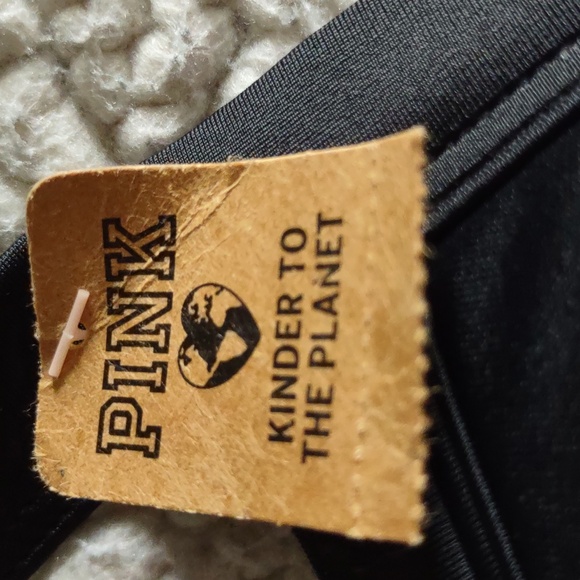 PINK
KINDER TO
THE PLANET